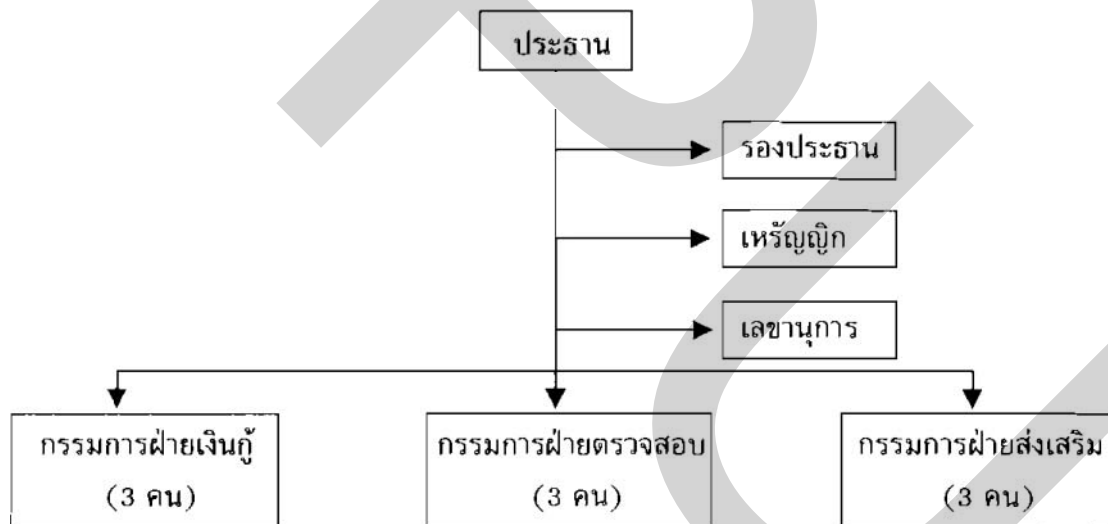 ประธาน
รองประธาน
เหรัญญิก
เลขานุการ
กรรมการฝ่ายเงินกู้
(3 คน)
กรรมการฝ่ายตรวจสอบ
(3 คน)
กรรมการฝ่ายส่งเสริม
(3 คน)